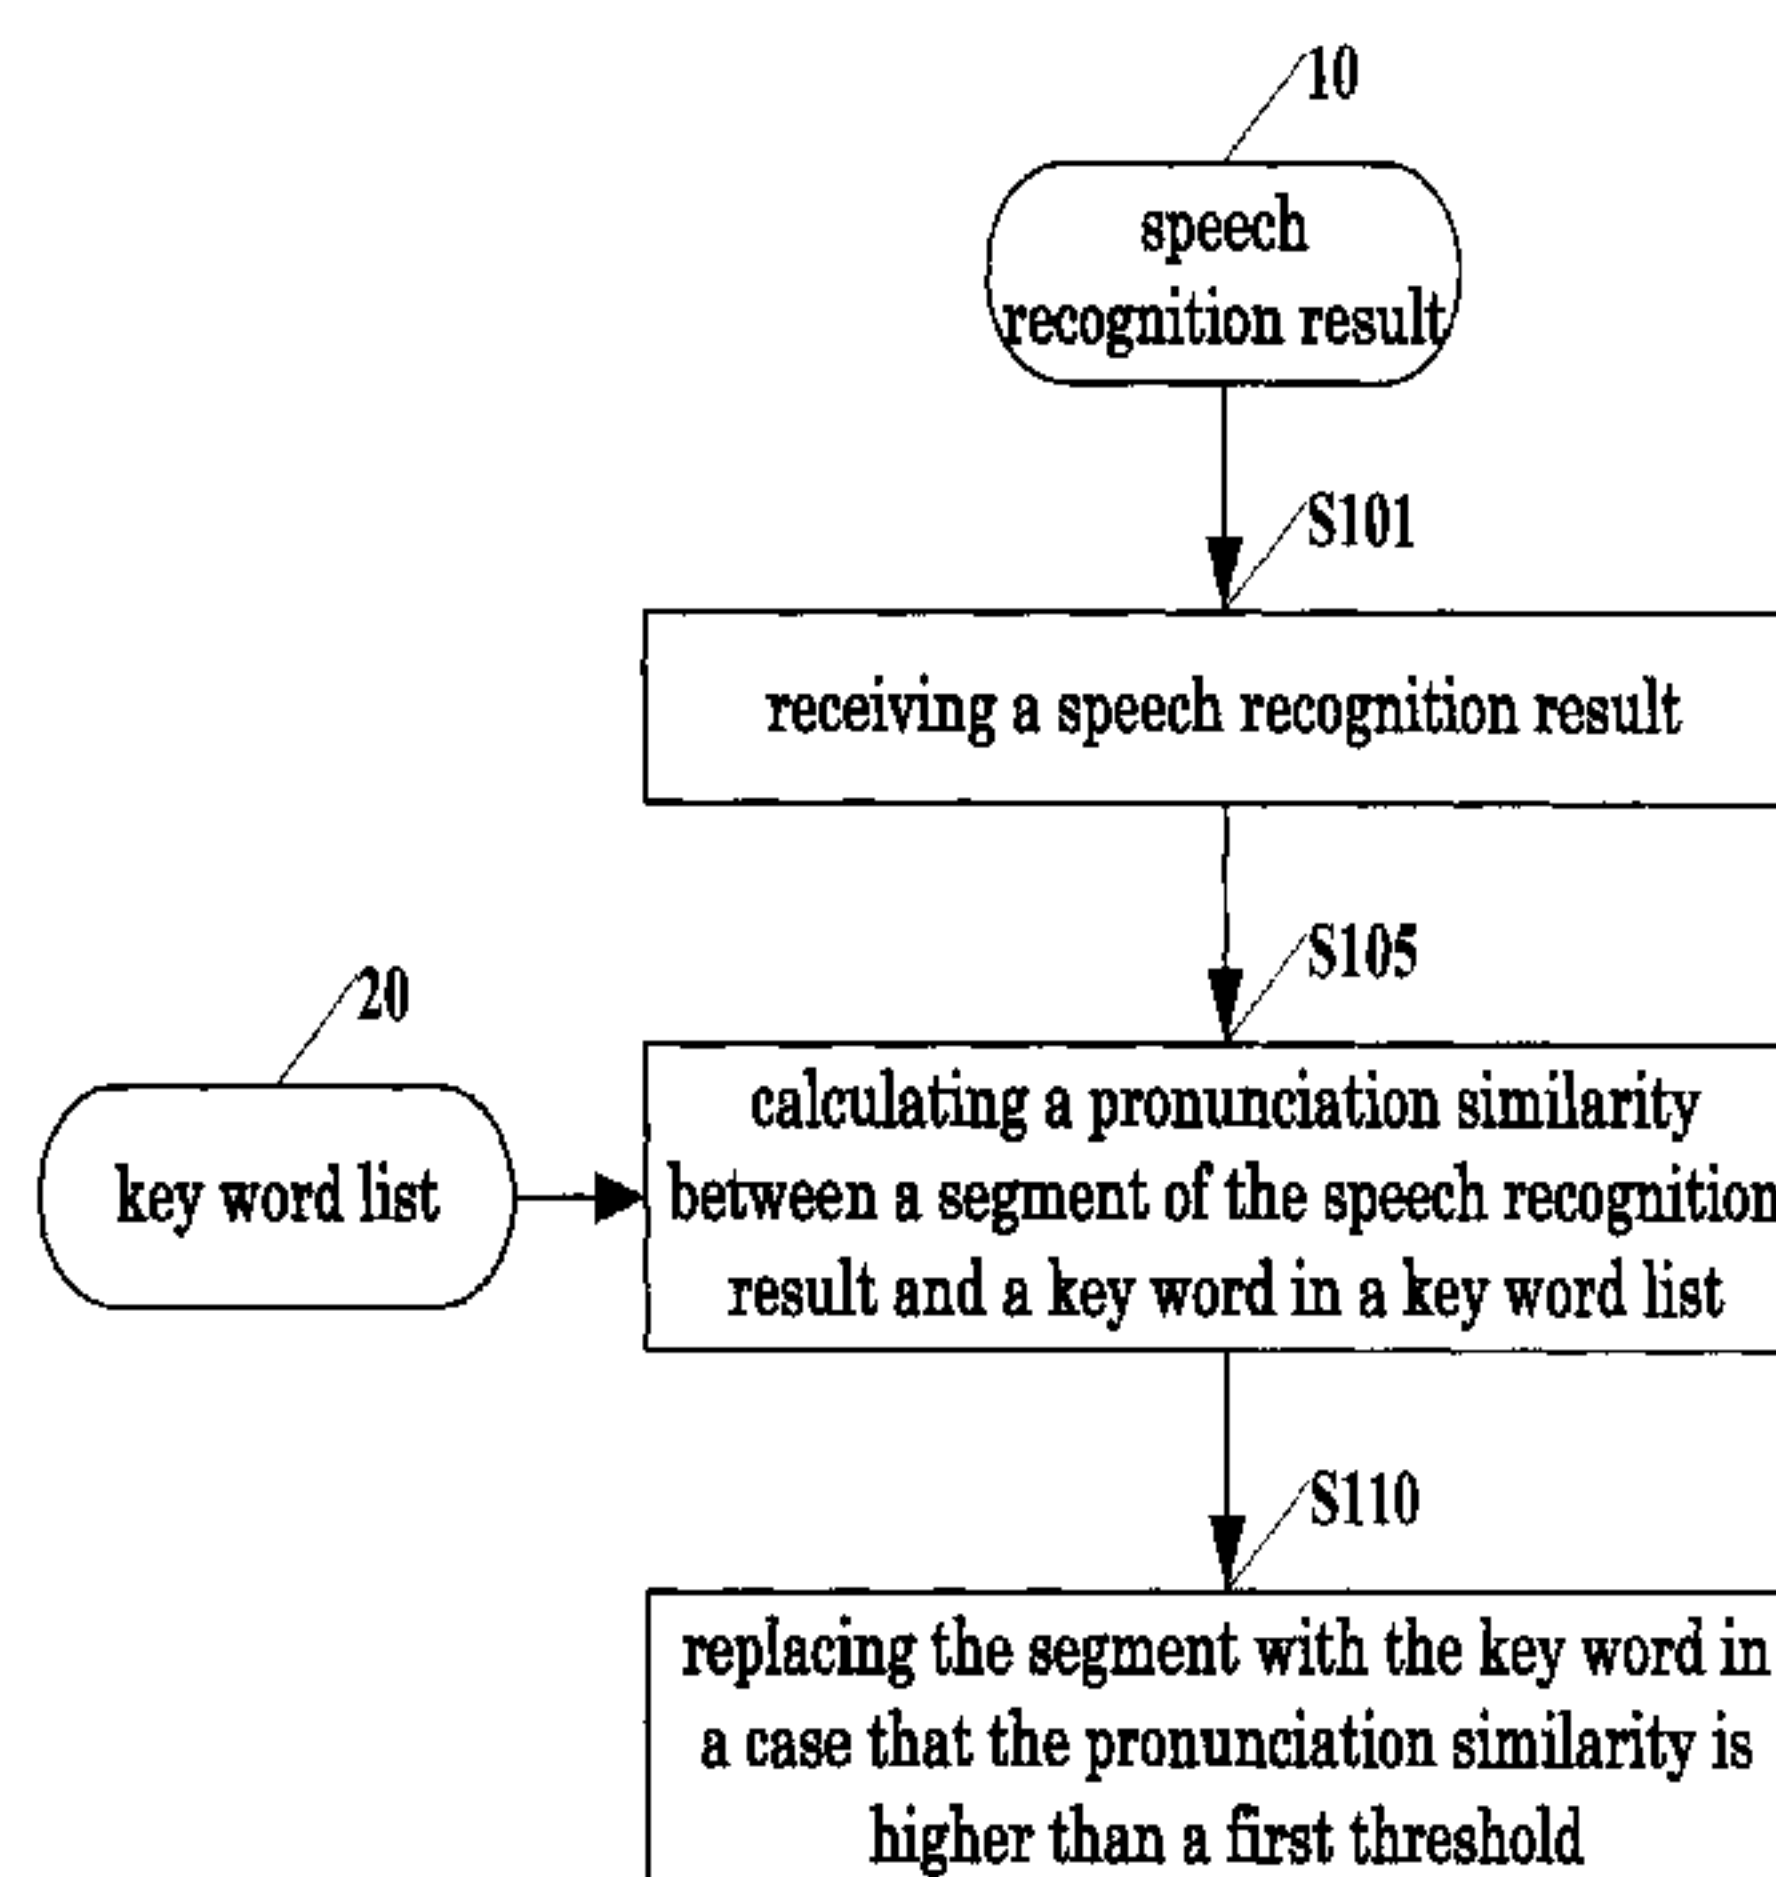 10
speech
recognition result
S101
receiving a speech recognition result
S105
20
calculating a pronunciation similarity
key word list
between a segment of the speech recognition
result and a key word in a key word list
S110
replacing the segment with the key word in
a case that the pronunciation similarity is
higher than a first threshold